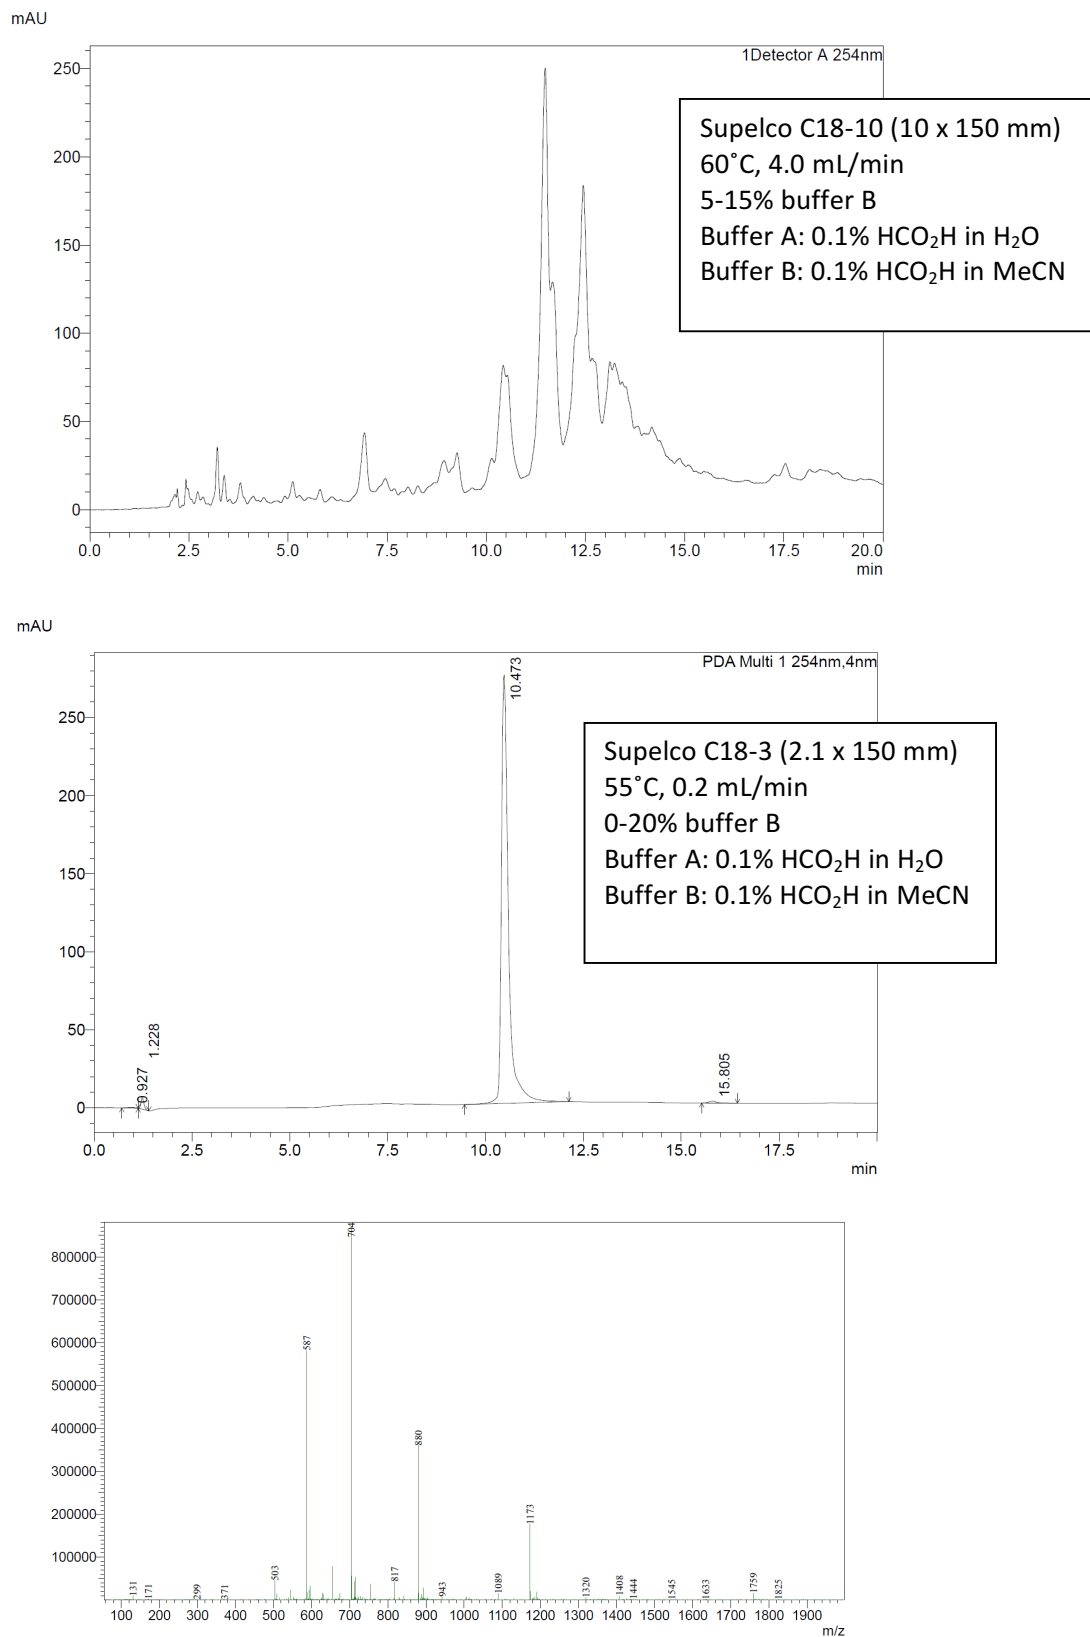 mAU
1Detector A 254nm
250
200
150
100
50
0
0.0 2.5 5.0 7.5 10.0 12.5 15.0 17.5 20.0
min
Supelco C18-10 (10 x 150 mm)
60˚C, 4.0 mL/min
5-15% buffer B
Buffer A: 0.1% HCO₂H in H₂O
Buffer B: 0.1% HCO₂H in MeCN
mAU
PDA Multi 1 254nm,4nm
250
200
150
100
50
0
0.927
1.228
10.473
15.805
0.0 2.5 5.0 7.5 10.0 12.5 15.0 17.5
min
Supelco C18-3 (2.1 x 150 mm)
55˚C, 0.2 mL/min
0-20% buffer B
Buffer A: 0.1% HCO₂H in H₂O
Buffer B: 0.1% HCO₂H in MeCN
800000
700000
600000
500000
400000
300000
200000
100000
131 171 299 371 503 587 704 817 880 943 1089 1173 1320 1408 1444 1545 1633 1759 1825
100 200 300 400 500 600 700 800 900 1000 1100 1200 1300 1400 1500 1600 1700 1800 1900
m/z